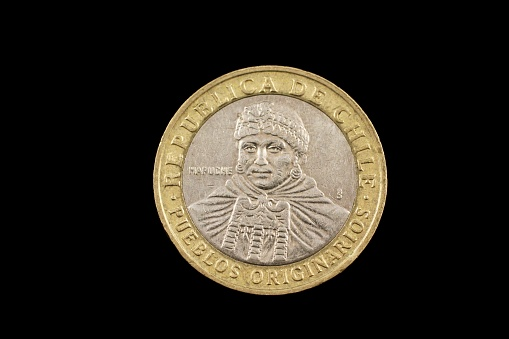 REPUBLICA DE CHILE
MAPUCHE
· PUEBLOS ORIGINARIOS ·